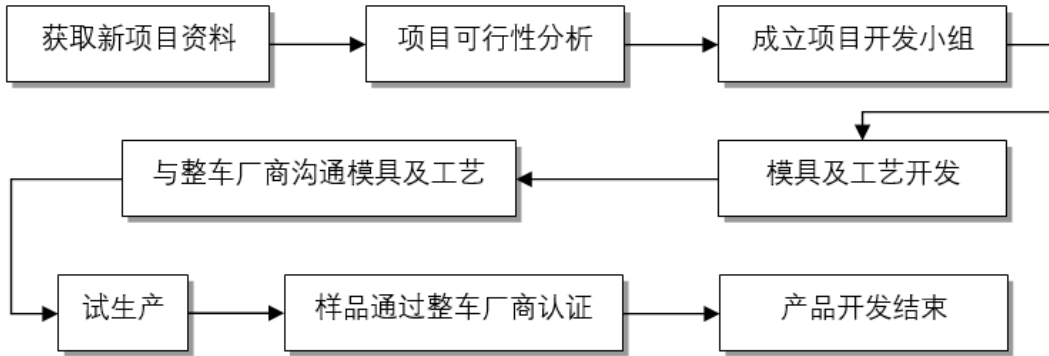 获取新项目资料
项目可行性分析
成立项目开发小组
模具及工艺开发
与整车厂商沟通模具及工艺
试生产
样品通过整车厂商认证
产品开发结束